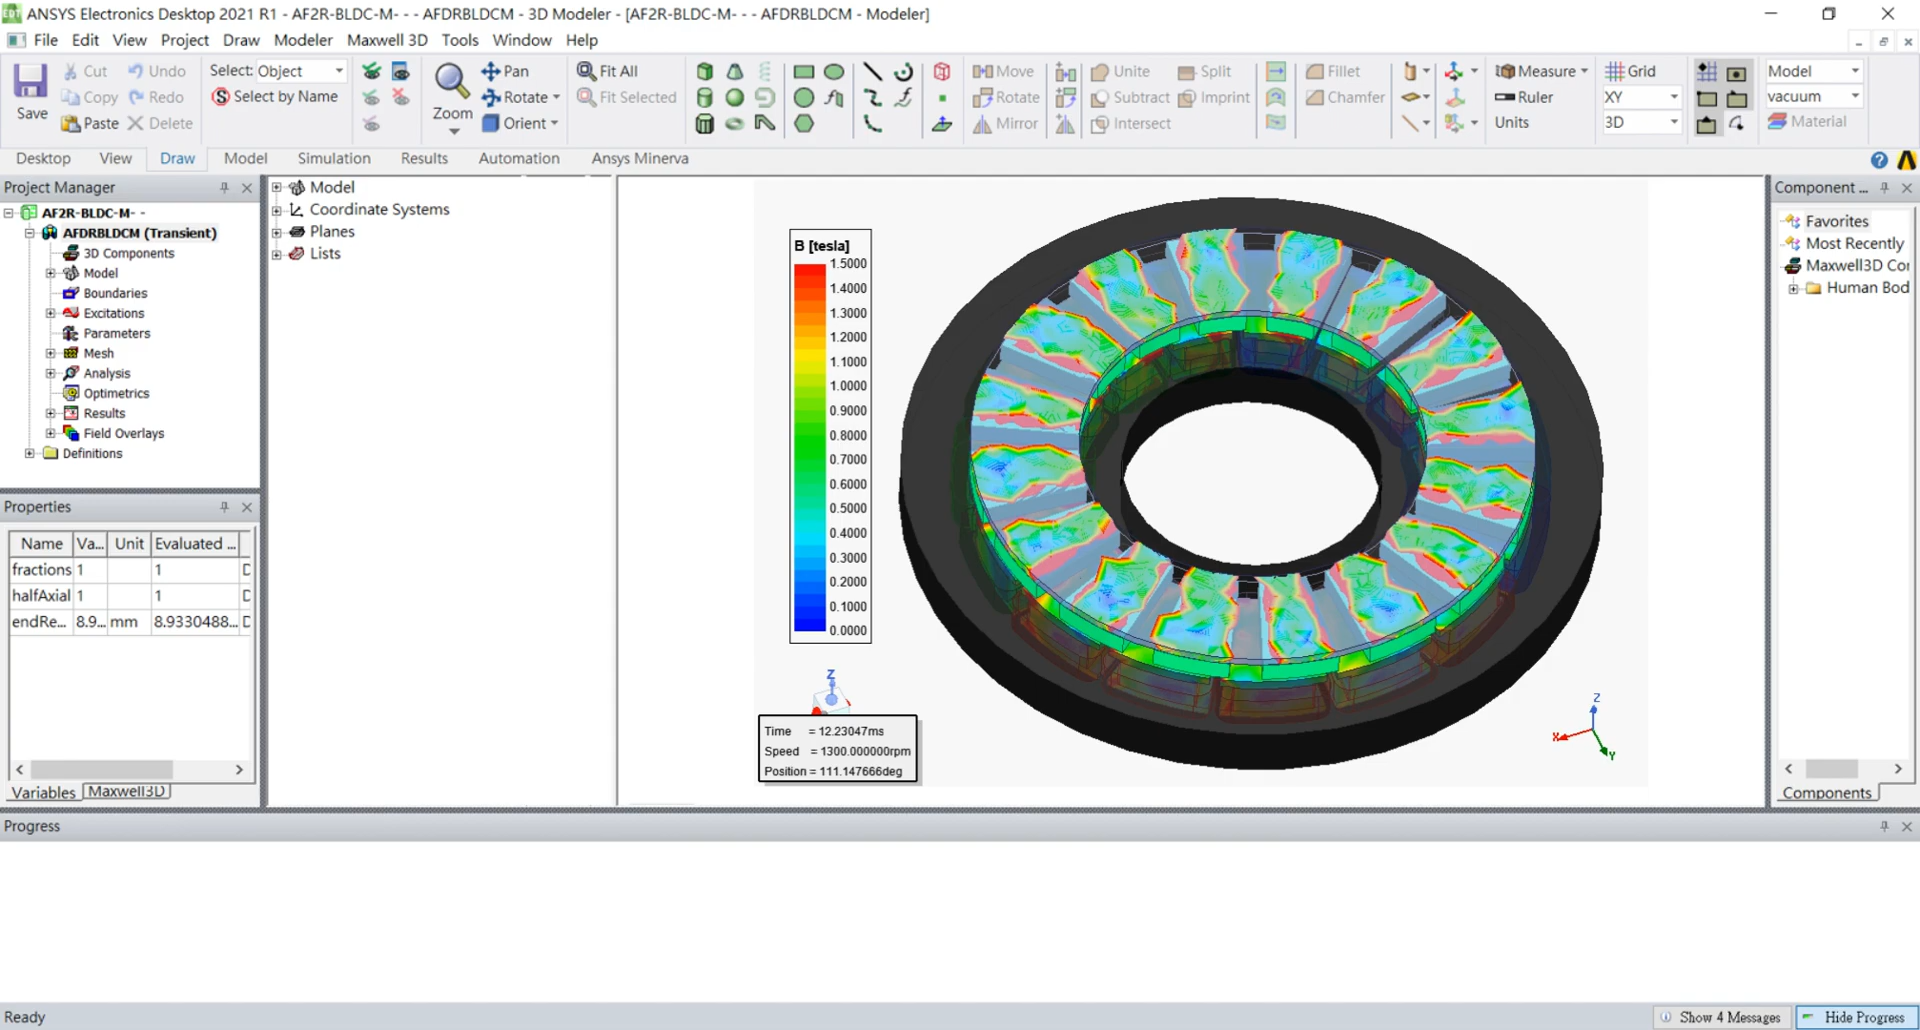 ANSYS Electronics Desktop 2021 R1 - AF2R-BLDC-M- - - AFDRBLDCM - 3D Modeler - [AF2R-BLDC-M- - - AFDRBLDCM - Modeler]
File Edit View Project Draw Modeler Maxwell 3D Tools Window Help
Save
Cut
Copy
Paste
Undo
Redo
Delete
Select: Object
Select by Name
Zoom
Pan
Rotate
Orient
Fit All
Fit Selected
Move
Rotate
Mirror
Unite
Subtract
Intersect
Split
Imprint
Fillet
Chamfer
Measure
Ruler
Units
Grid
XY
3D
Model
vacuum
Material
Desktop View Draw Model Simulation Results Automation Ansys Minerva
Project Manager
AF2R-BLDC-M- -
AFDRBLDCM (Transient)
3D Components
Model
Boundaries
Excitations
Parameters
Mesh
Analysis
Optimetrics
Results
Field Overlays
Definitions
Properties
Name Va... Unit Evaluated ...
fractions 1 1 D
halfAxial 1 1 D
endRe... 8.9... mm 8.9330488... D
Variables Maxwell3D
Model
Coordinate Systems
Planes
Lists
B [tesla]
1.5000
1.4000
1.3000
1.2000
1.1000
1.0000
0.9000
0.8000
0.7000
0.6000
0.5000
0.4000
0.3000
0.2000
0.1000
0.0000
Z
Time = 12.23047ms
Speed = 1300.000000rpm
Position = 111.147666deg
Z
X
Y
Component ...
Favorites
Most Recently
Maxwell3D Co
Human Bod
Components
Progress
Ready
Show 4 Messages
Hide Progress